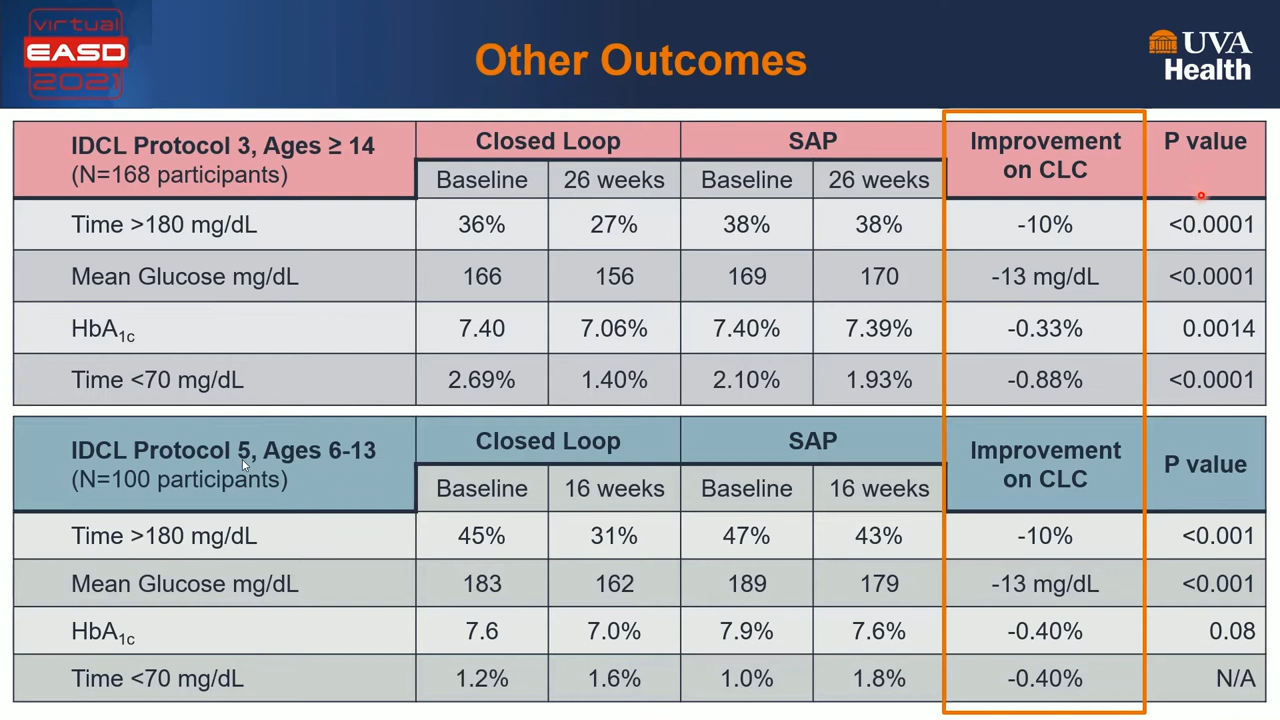 virtual
EASD
2021
Other Outcomes
UVA
Health
IDCL Protocol 3, Ages ≥ 14
(N=168 participants)
Closed Loop
SAP
Improvement
on CLC
P value
Baseline
26 weeks
Baseline
26 weeks
Time >180 mg/dL 36% 27% 38% 38% -10% <0.0001
Mean Glucose mg/dL 166 156 169 170 -13 mg/dL <0.0001
HbA1c 7.40 7.06% 7.40% 7.39% -0.33% 0.0014
Time <70 mg/dL 2.69% 1.40% 2.10% 1.93% -0.88% <0.0001
IDCL Protocol 5, Ages 6-13
(N=100 participants)
Closed Loop
SAP
Improvement
on CLC
P value
Baseline
16 weeks
Baseline
16 weeks
Time >180 mg/dL 45% 31% 47% 43% -10% <0.001
Mean Glucose mg/dL 183 162 189 179 -13 mg/dL <0.001
HbA1c 7.6 7.0% 7.9% 7.6% -0.40% 0.08
Time <70 mg/dL 1.2% 1.6% 1.0% 1.8% -0.40% N/A